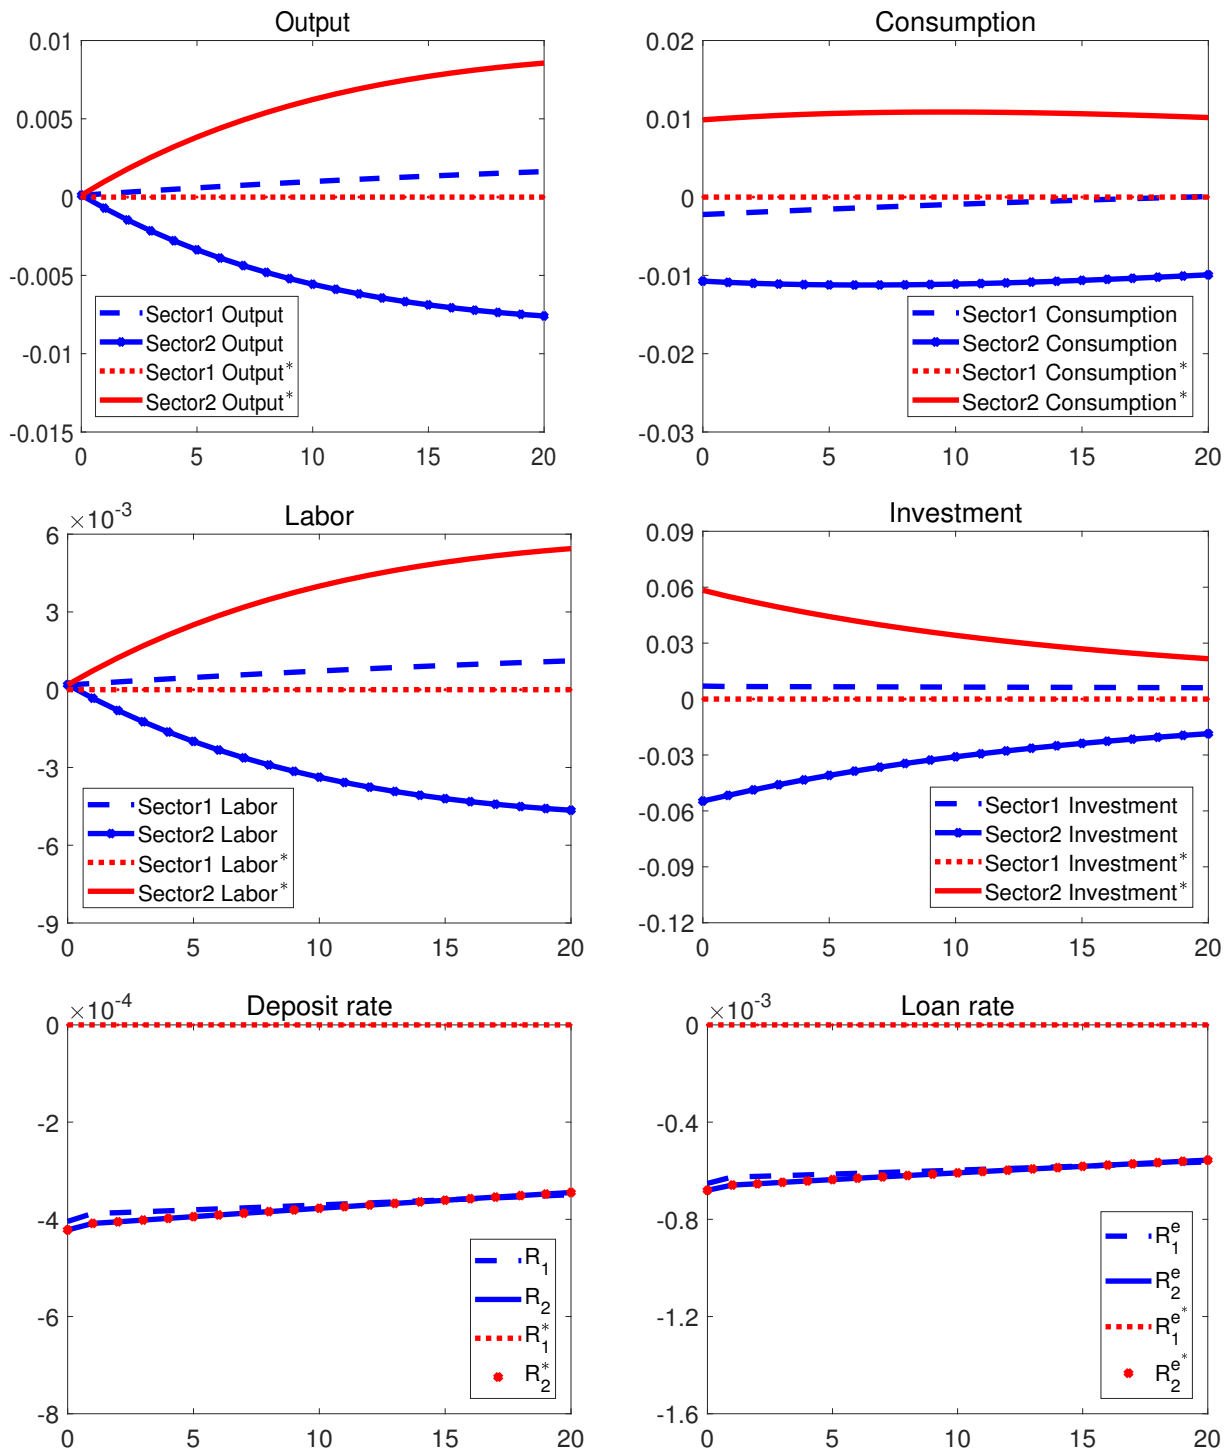 Output
0.01
0.005
0
-0.005
-0.01
-0.015
0 5 10 15 20
Sector1 Output
Sector2 Output
Sector1 Output*
Sector2 Output*
Consumption
0.02
0.01
0
-0.01
-0.02
-0.03
0 5 10 15 20
Sector1 Consumption
Sector2 Consumption
Sector1 Consumption*
Sector2 Consumption*
Labor
×10⁻³
6
3
0
-3
-6
-9
0 5 10 15 20
Sector1 Labor
Sector2 Labor
Sector1 Labor*
Sector2 Labor*
Investment
0.09
0.06
0.03
0
-0.03
-0.06
-0.09
-0.12
0 5 10 15 20
Sector1 Investment
Sector2 Investment
Sector1 Investment*
Sector2 Investment*
Deposit rate
×10⁻⁴
0
-2
-4
-6
-8
0 5 10 15 20
R₁
R₂
R₁*
R₂*
Loan rate
×10⁻³
0
-0.4
-0.8
-1.2
-1.6
0 5 10 15 20
R₁ᵉ
R₂ᵉ
R₁ᵉ*
R₂ᵉ*